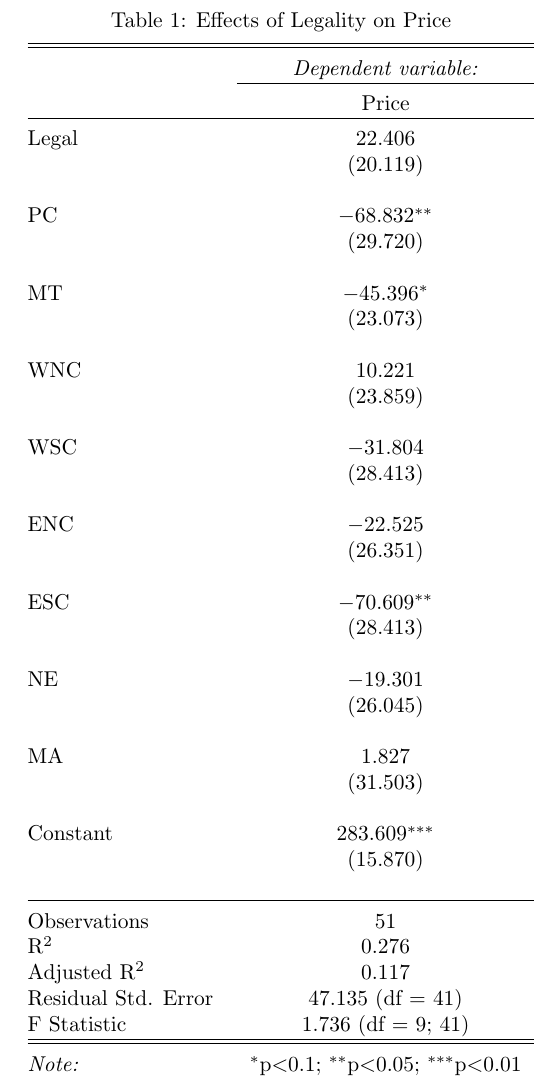 Table 1: Effects of Legality on Price
Dependent variable:
Price
Legal 22.406
(20.119)
PC −68.832**
(29.720)
MT −45.396*
(23.073)
WNC 10.221
(23.859)
WSC −31.804
(28.413)
ENC −22.525
(26.351)
ESC −70.609**
(28.413)
NE −19.301
(26.045)
MA 1.827
(31.503)
Constant 283.609***
(15.870)
Observations 51
R² 0.276
Adjusted R² 0.117
Residual Std. Error 47.135 (df = 41)
F Statistic 1.736 (df = 9; 41)
Note: *p<0.1; **p<0.05; ***p<0.01